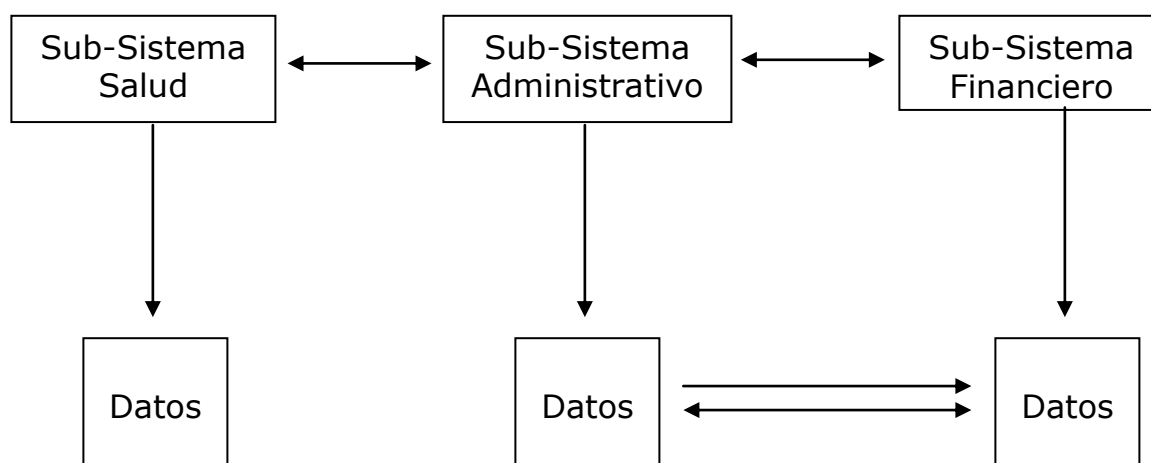 Sub-Sistema
Salud
Sub-Sistema
Administrativo
Sub-Sistema
Financiero
Datos
Datos
Datos